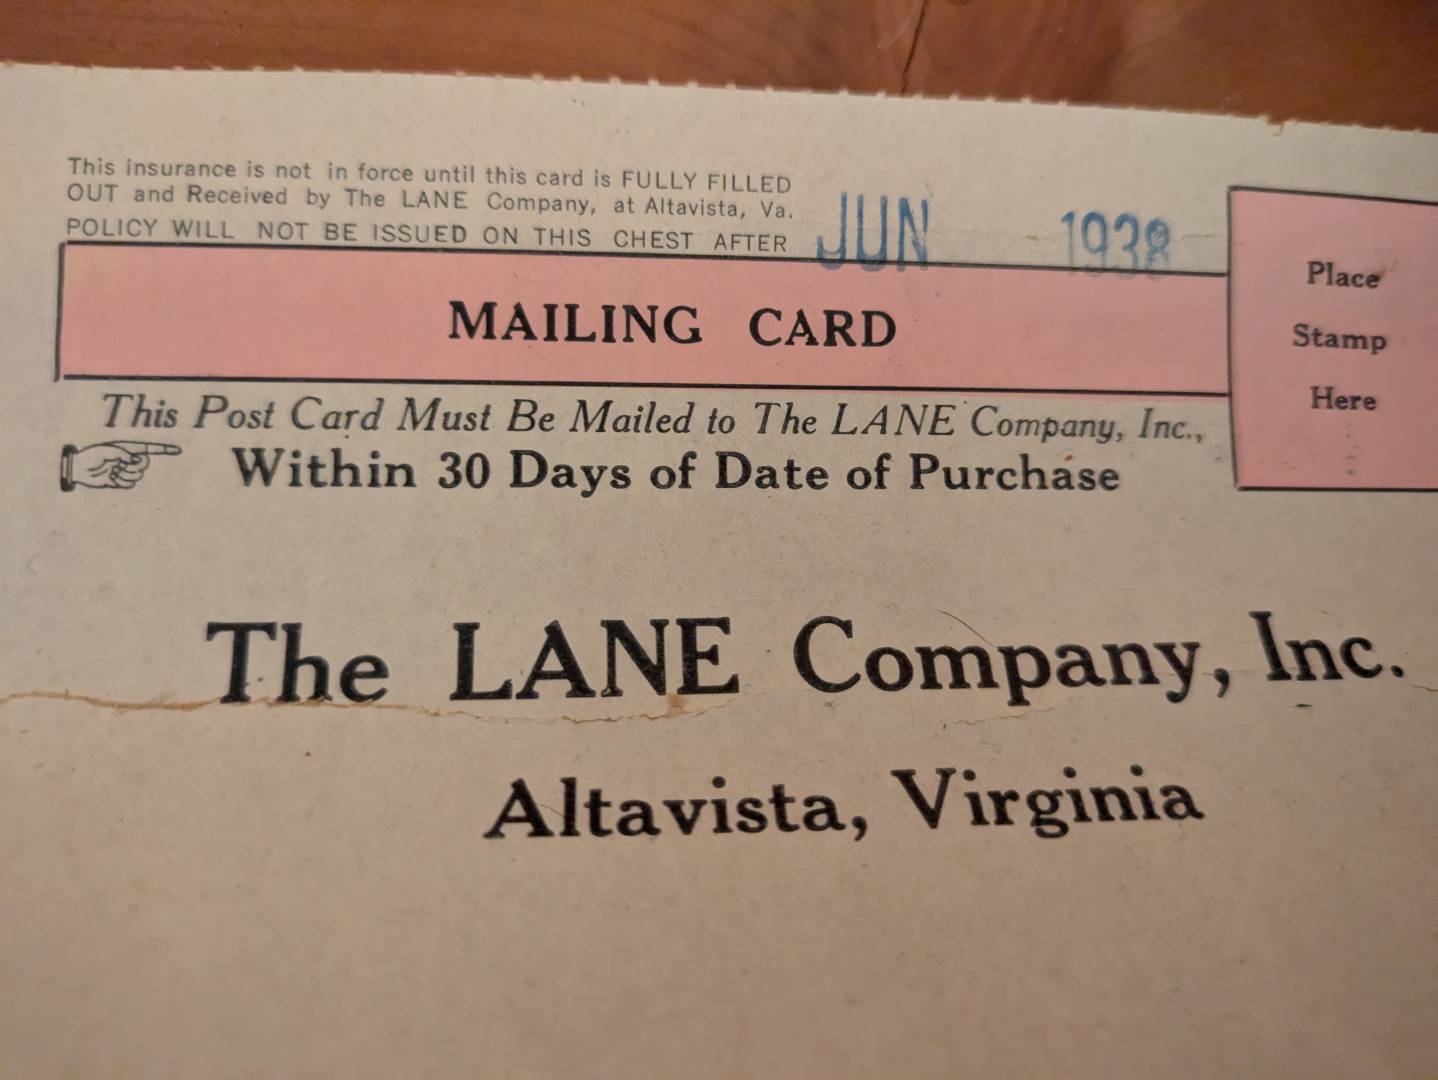 This insurance is not in force until this card is FULLY FILLED
OUT and Received by The LANE Company, at Altavista, Va.
POLICY WILL NOT BE ISSUED ON THIS CHEST AFTER JUN 1938
MAILING CARD
Place
Stamp
Here
This Post Card Must Be Mailed to The LANE Company, Inc.,
Within 30 Days of Date of Purchase
The LANE Company, Inc.
Altavista, Virginia